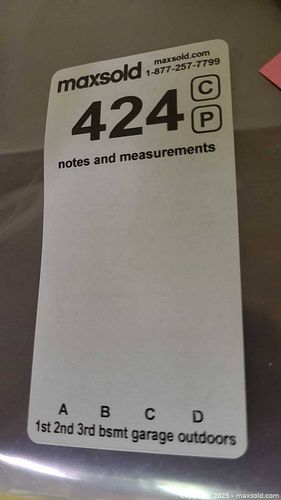 maxsold maxsold.com
1-877-257-7799
424 C
P
notes and measurements
A B C D
1st 2nd 3rd bsmt garage outdoors
2025 - maxsold.com